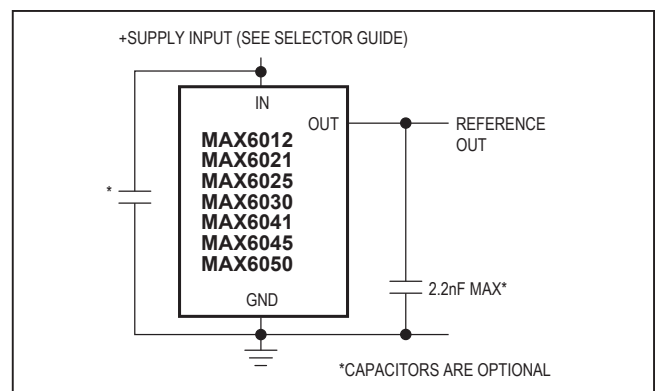 +SUPPLY INPUT (SEE SELECTOR GUIDE)
IN
OUT
REFERENCE
OUT
MAX6012
MAX6021
MAX6025
MAX6030
MAX6041
MAX6045
MAX6050
*
2.2nF MAX*
GND
*CAPACITORS ARE OPTIONAL